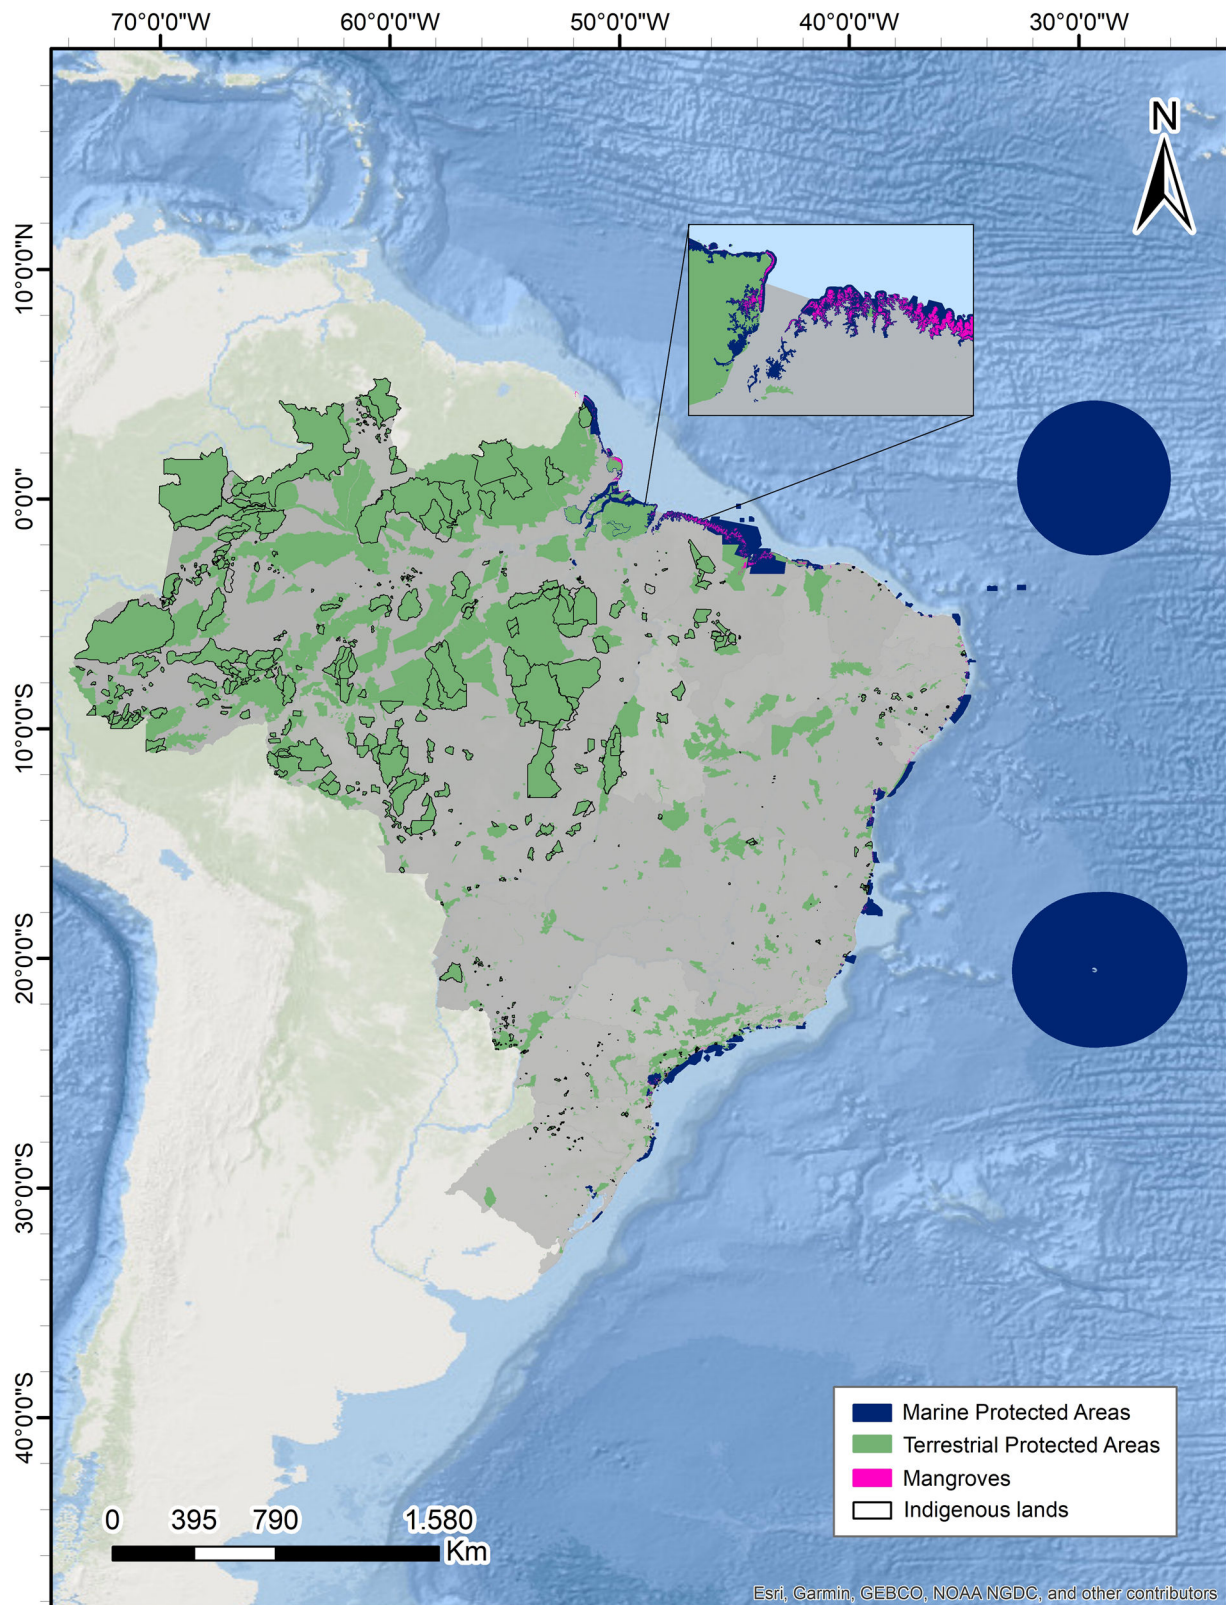 70°0'0"W 60°0'0"W 50°0'0"W 40°0'0"W 30°0'0"W
N
10°0'0"N
0°0'0"
10°0'0"S
20°0'0"S
30°0'0"S
40°0'0"S
Marine Protected Areas
Terrestrial Protected Areas
Mangroves
Indigenous lands
0 395 790 1.580
Km
Esri, Garmin, GEBCO, NOAA NGDC, and other contributors